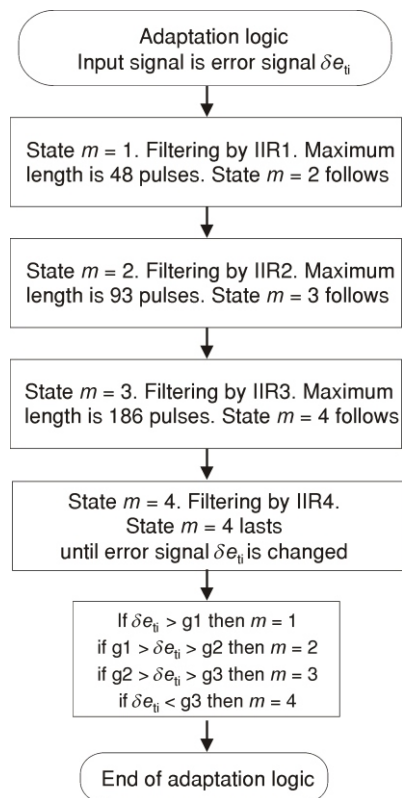 Adaptation logic
Input signal is error signal δeti
State m = 1. Filtering by IIR1. Maximum
length is 48 pulses. State m = 2 follows
State m = 2. Filtering by IIR2. Maximum
length is 93 pulses. State m = 3 follows
State m = 3. Filtering by IIR3. Maximum
length is 186 pulses. State m = 4 follows
State m = 4. Filtering by IIR4.
State m = 4 lasts
until error signal δeti is changed
If δeti > g1 then m = 1
if g1 > δeti > g2 then m = 2
if g2 > δeti > g3 then m = 3
if δeti < g3 then m = 4
End of adaptation logic